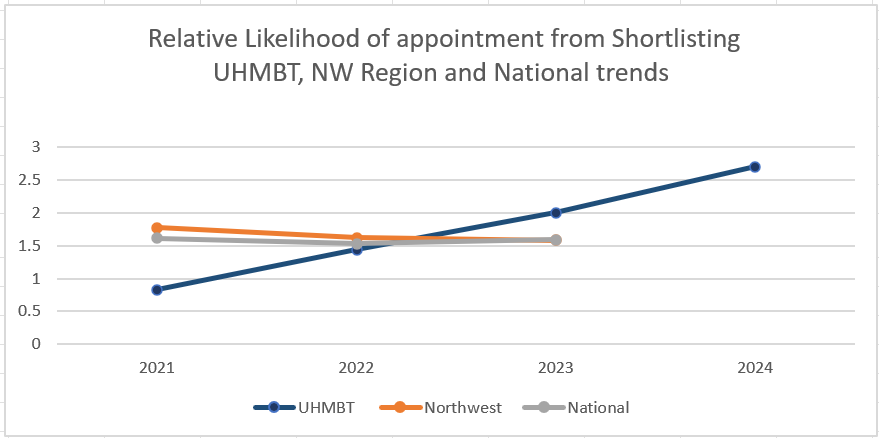 Relative Likelihood of appointment from Shortlisting
UHMBT, NW Region and National trends
3
2.5
2
1.5
1
0.5
0
2021 2022 2023 2024
UHMBT Northwest National